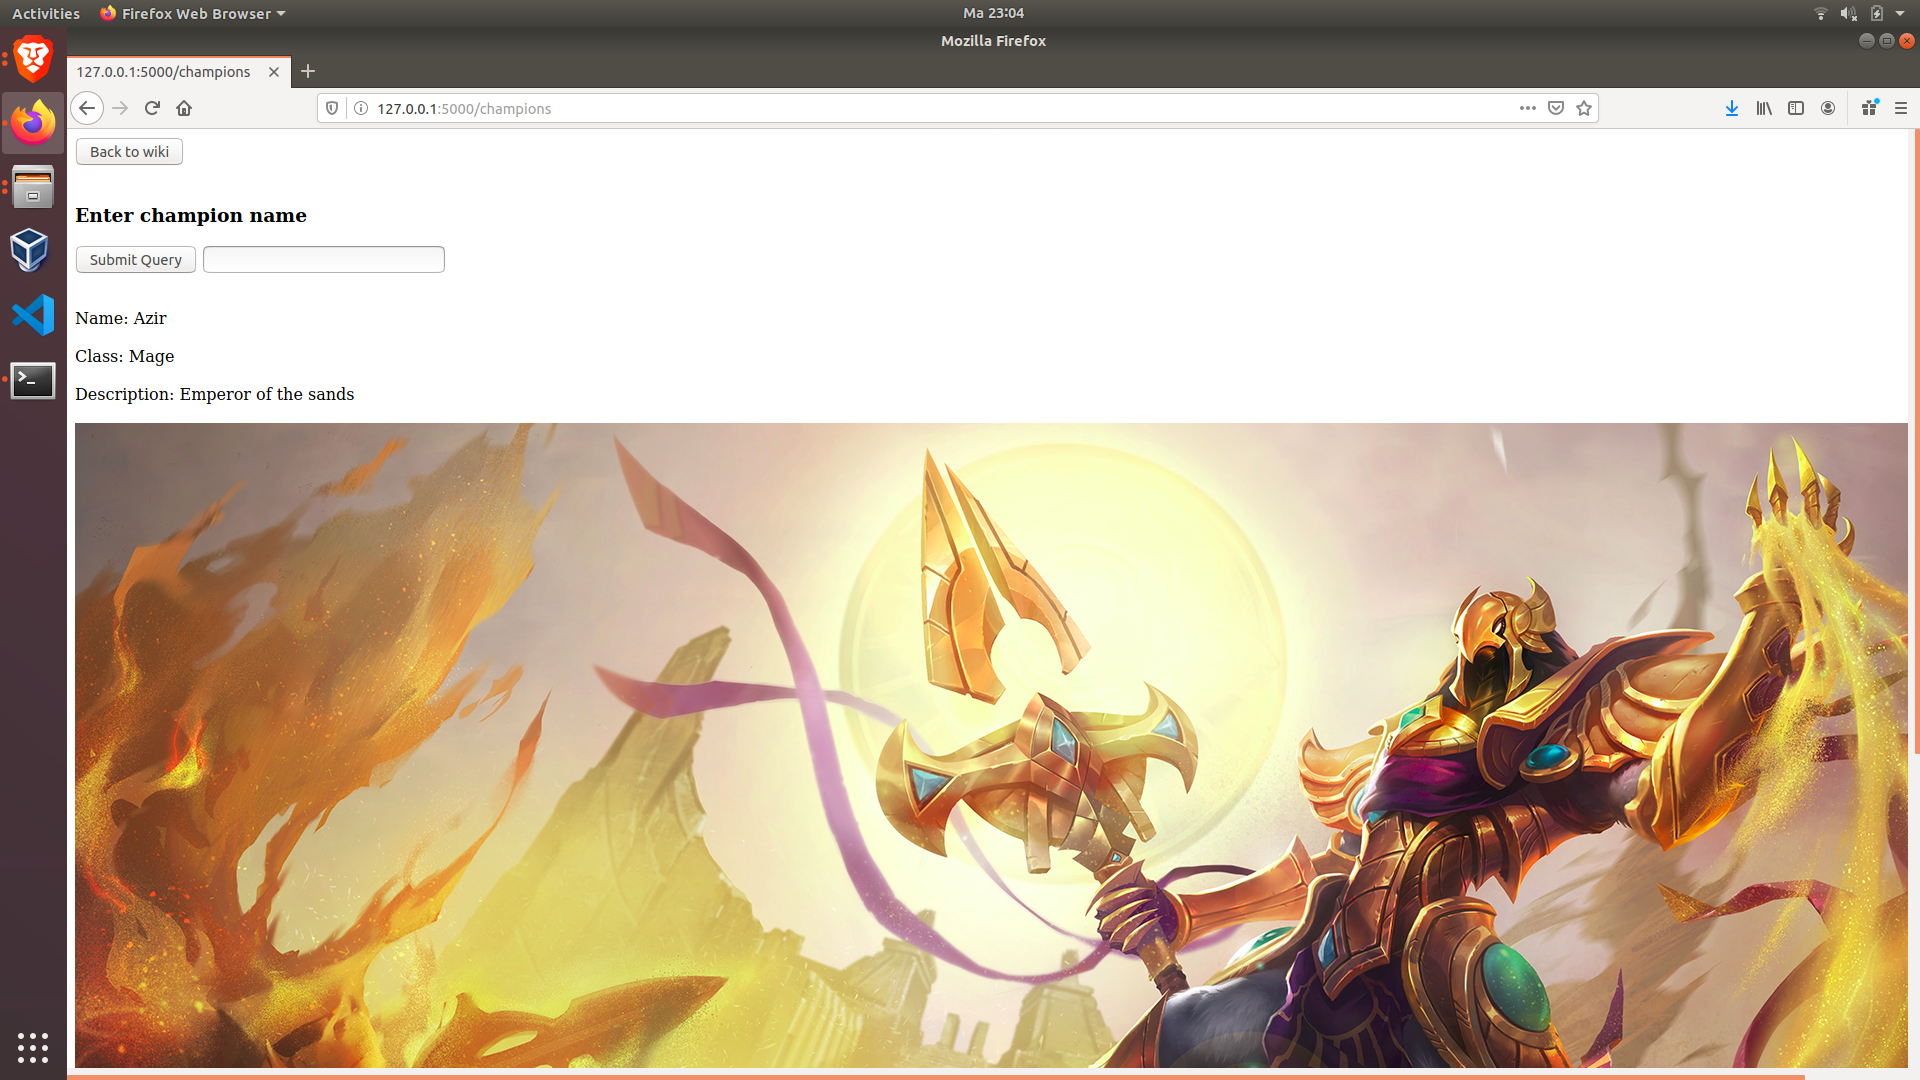 Activities Firefox Web Browser Ma 23:04
Mozilla Firefox
127.0.0.1:5000/champions
127.0.0.1:5000/champions
Back to wiki
Enter champion name
Submit Query
Name: Azir
Class: Mage
Description: Emperor of the sands